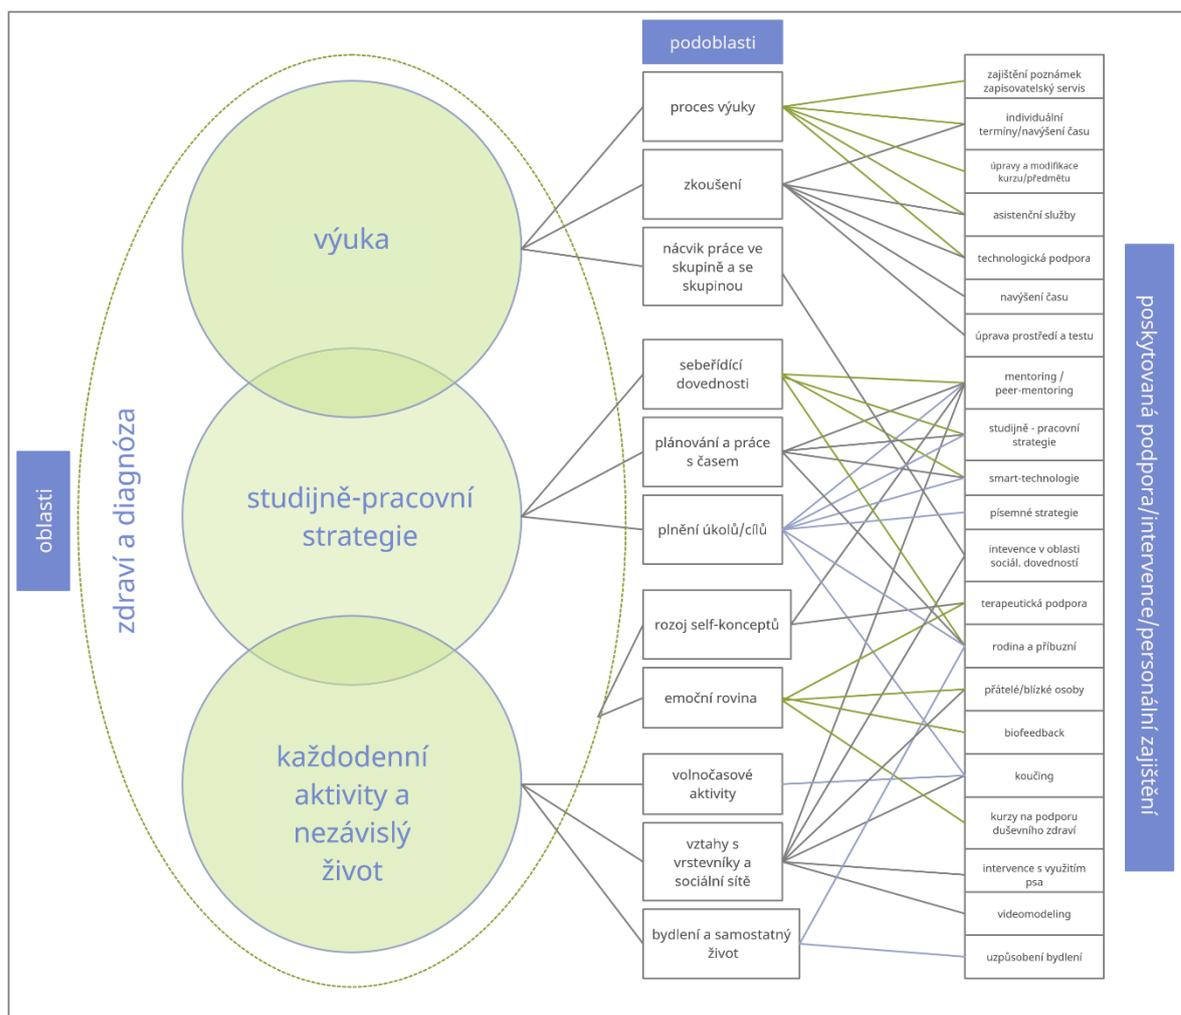 oblasti
zdraví a diagnóza
výuka
studijně-pracovní
strategie
každodenní
aktivity a
nezávislý
život
podoblasti
proces výuky
zkoušení
nácvik práce ve
skupině a se
skupinou
sebeřídící
dovednosti
plánování a práce
s časem
plnění úkolů/cílů
rozoj self-konceptů
emoční rovina
volnočasové
aktivity
vztahy s
vrstevníky a
sociální sítě
bydlení a samostatný
život
zajištění poznámek
zapisovatelský servis
individuální
termíny/navýšení času
úpravy a modifikace
kurzu/předmětu
asistenční služby
technologická podpora
navýšení času
úprava prostředí a testu
mentoring /
peer-mentoring
studijně - pracovní
strategie
smart-technologie
písemné strategie
intevence v oblasti
sociál. dovedností
terapeutická podpora
rodina a příbuzní
přátelé/blízké osoby
biofeedback
koučing
kurzy na podporu
duševního zdraví
intervence s využitím
psa
videomodeling
uzpůsobení bydlení
poskytovaná podpora/intervence/personální zajištění